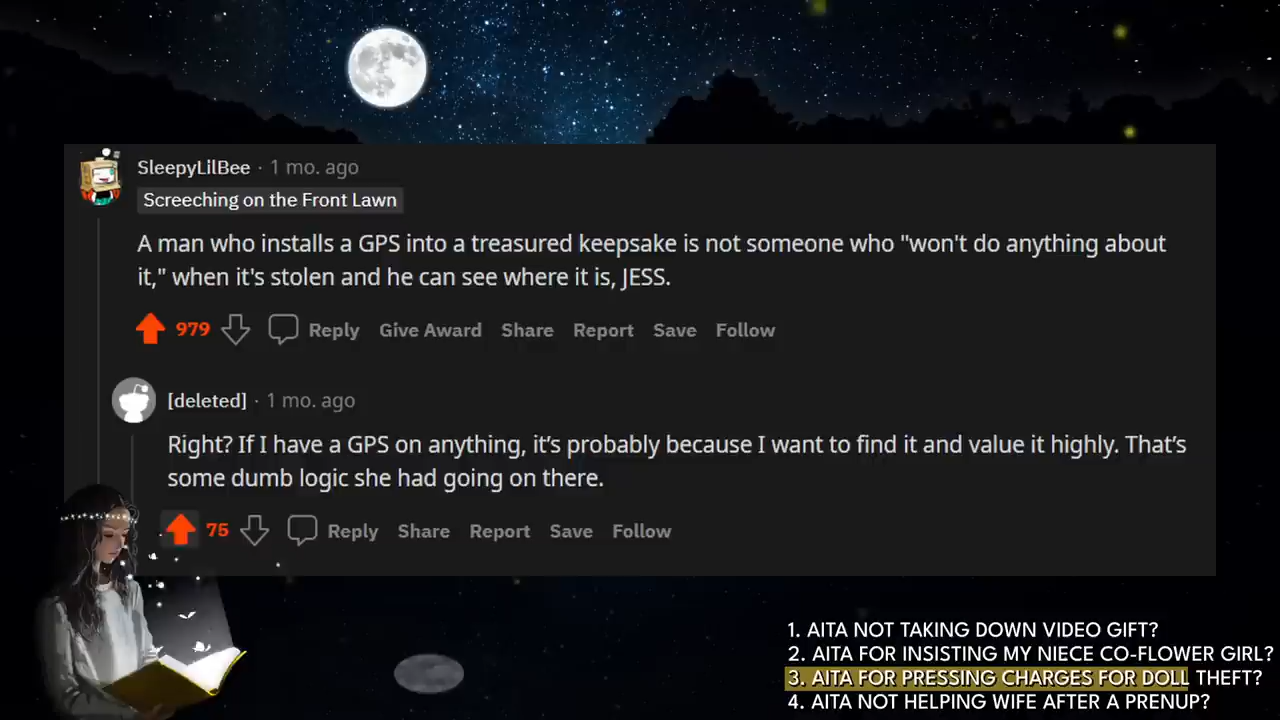 SleepyLilBee · 1 mo. ago
Screeching on the Front Lawn
A man who installs a GPS into a treasured keepsake is not someone who "won't do anything about
it," when it's stolen and he can see where it is, JESS.
979 Reply Give Award Share Report Save Follow
[deleted] · 1 mo. ago
Right? If I have a GPS on anything, it’s probably because I want to find it and value it highly. That’s
some dumb logic she had going on there.
75 Reply Share Report Save Follow
1. AITA NOT TAKING DOWN VIDEO GIFT?
2. AITA FOR INSISTING MY NIECE CO-FLOWER GIRL?
3. AITA FOR PRESSING CHARGES FOR DOLL THEFT?
4. AITA NOT HELPING WIFE AFTER A PRENUP?